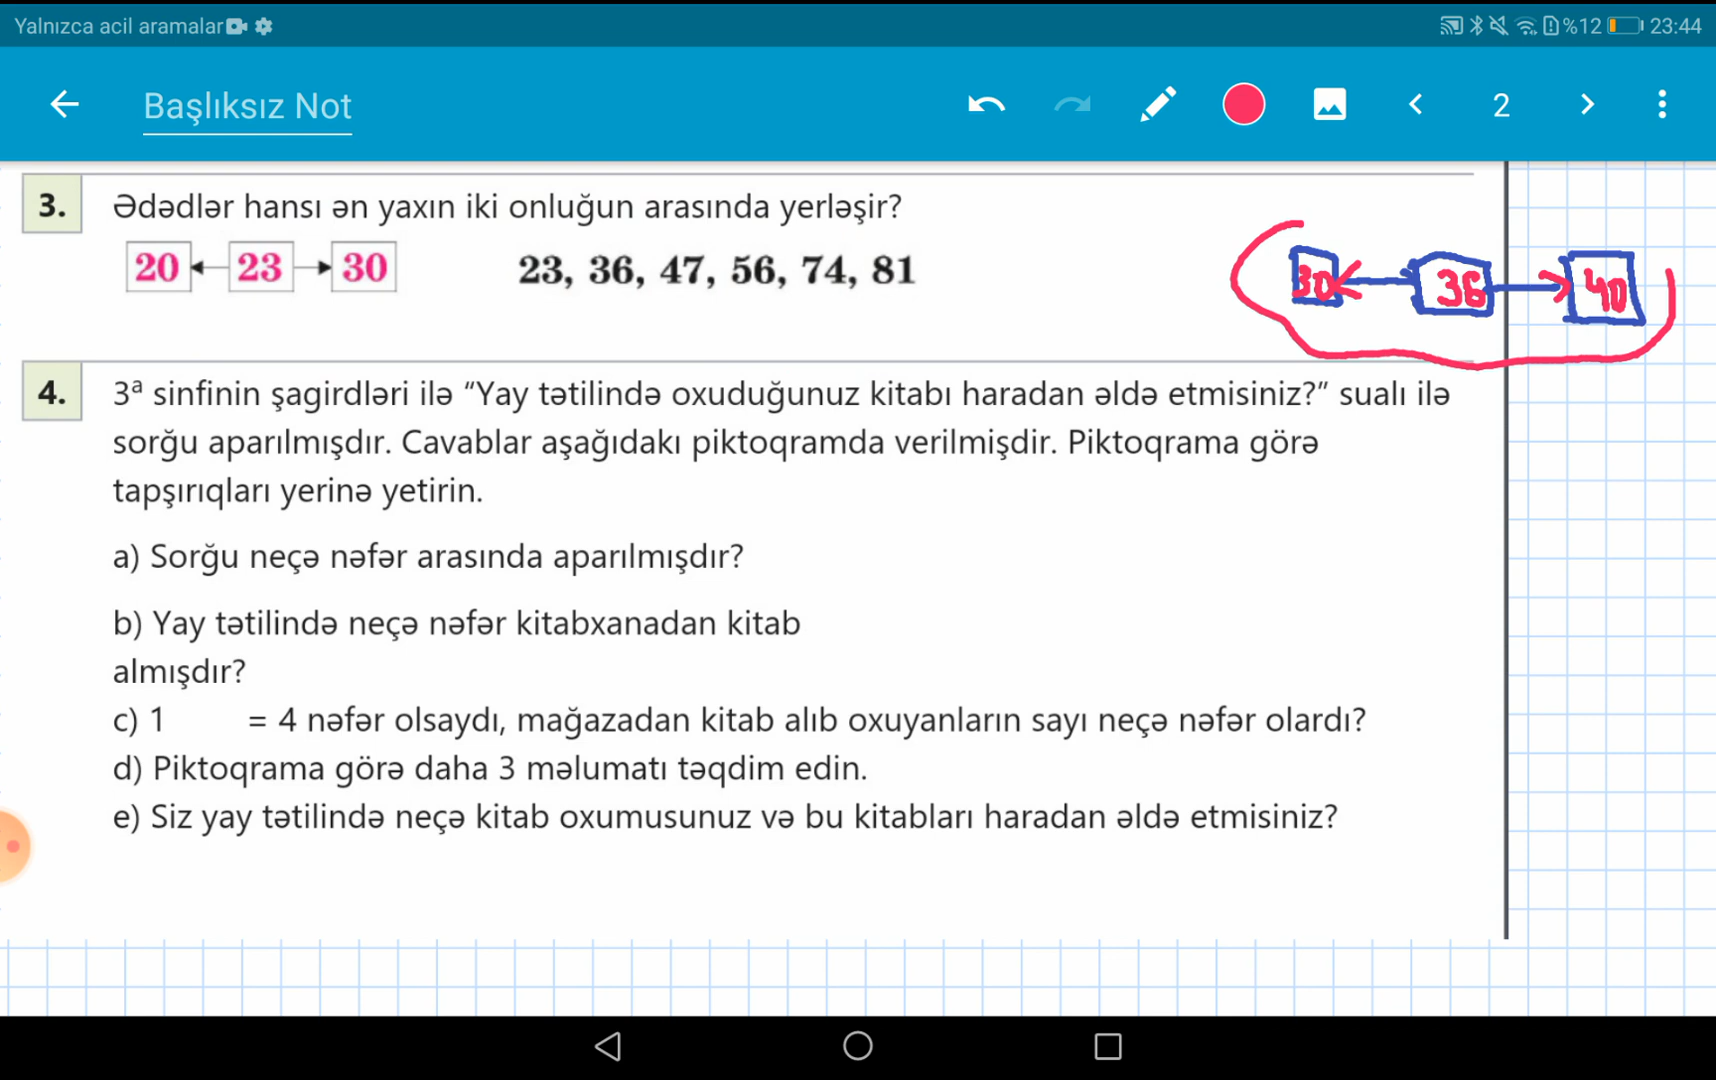 Yalnızca acil aramalar %12 23:44
Başlıksız Not 2
3. Ədədlər hansı ən yaxın iki onluğun arasında yerləşir?
20 23 30 23, 36, 47, 56, 74, 81 30 36 40
4. 3ª sinfinin şagirdləri ilə “Yay tətilində oxuduğunuz kitabı haradan əldə etmisiniz?” sualı ilə
sorğu aparılmışdır. Cavablar aşağıdakı piktoqramda verilmişdir. Piktoqrama görə
tapşırıqları yerinə yetirin.
a) Sorğu neçə nəfər arasında aparılmışdır?
b) Yay tətilində neçə nəfər kitabxanadan kitab
almışdır?
c) 1 = 4 nəfər olsaydı, mağazadan kitab alıb oxuyanların sayı neçə nəfər olardı?
d) Piktoqrama görə daha 3 məlumatı təqdim edin.
e) Siz yay tətilində neçə kitab oxumusunuz və bu kitabları haradan əldə etmisiniz?